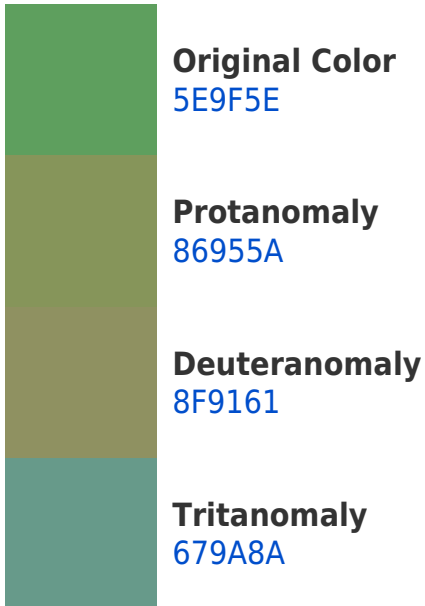 Original Color
5E9F5E
Protanomaly
86955A
Deuteranomaly
8F9161
Tritanomaly
679A8A